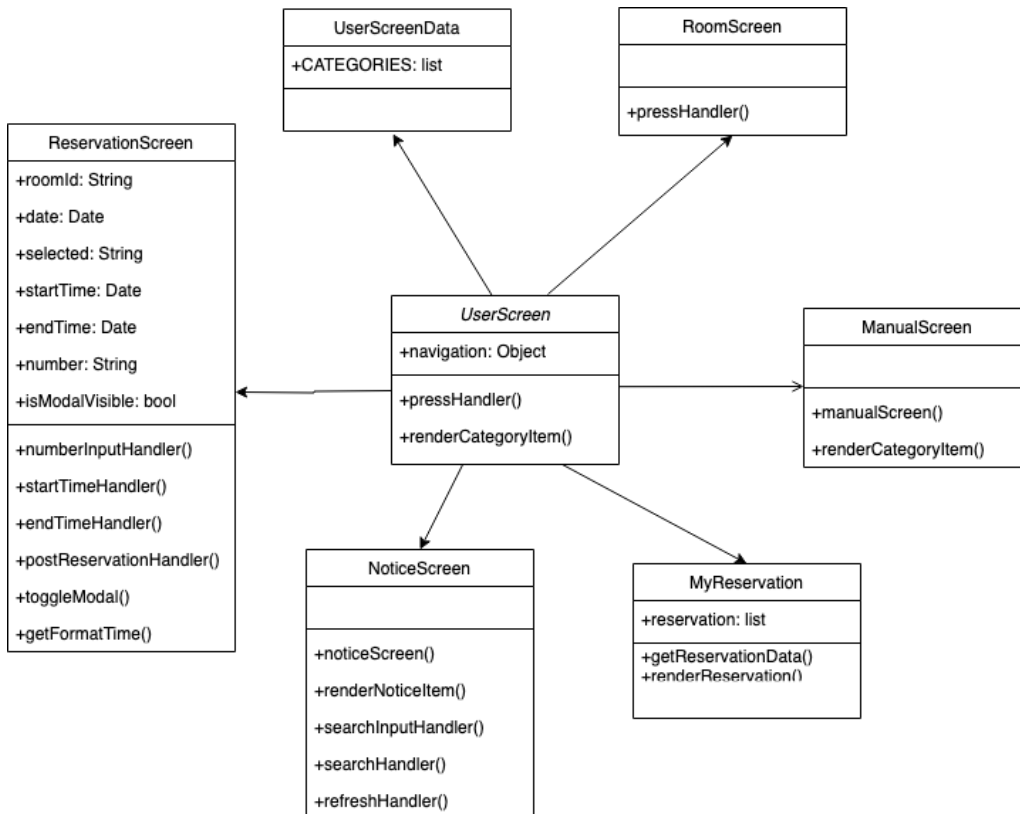 UserScreenData
+CATEGORIES: list
RoomScreen
+pressHandler()
ReservationScreen
+roomId: String
+date: Date
+selected: String
+startTime: Date
+endTime: Date
+number: String
+isModalVisible: bool
+numberInputHandler()
+startTimeHandler()
+endTimeHandler()
+postReservationHandler()
+toggleModal()
+getFormatTime()
UserScreen
+navigation: Object
+pressHandler()
+renderCategoryItem()
ManualScreen
+manualScreen()
+renderCategoryItem()
NoticeScreen
+noticeScreen()
+renderNoticeItem()
+searchInputHandler()
+searchHandler()
+refreshHandler()
MyReservation
+reservation: list
+getReservationData()
+renderReservation()